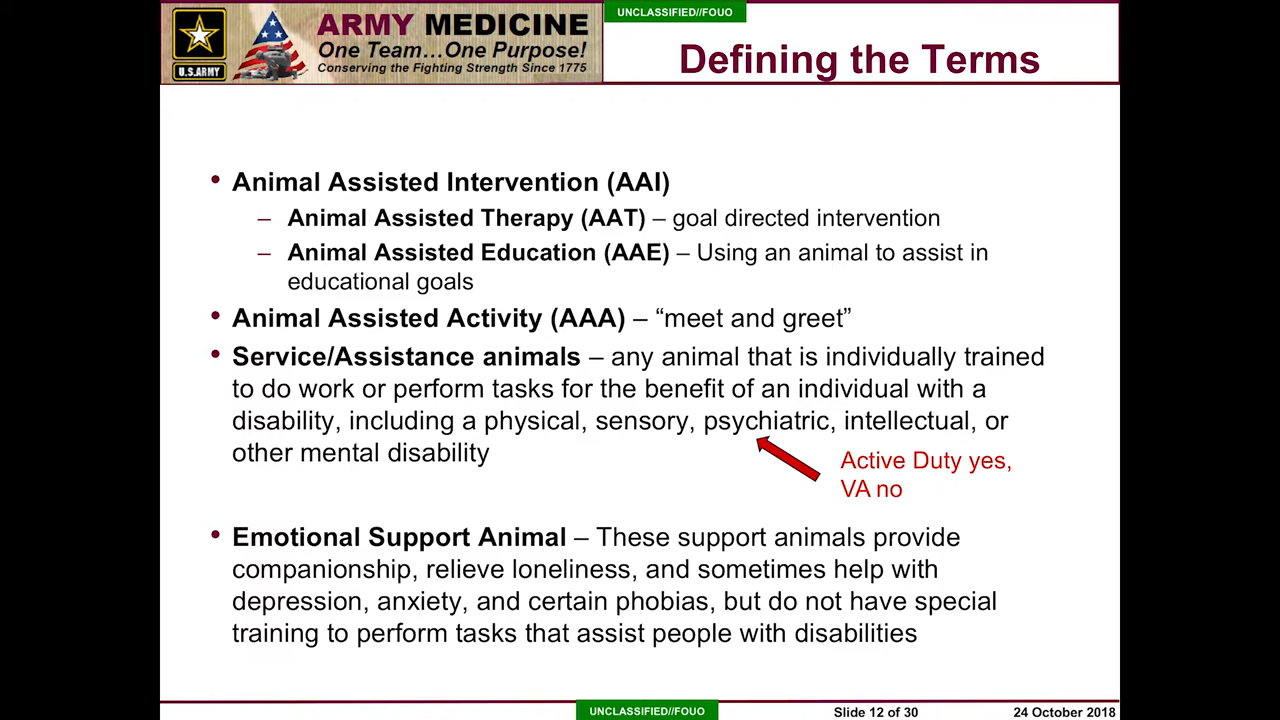 UNCLASSIFIED//FOUO
ARMY MEDICINE
One Team…One Purpose!
Conserving the Fighting Strength Since 1775
U.S.ARMY
Defining the Terms
• Animal Assisted Intervention (AAI)
– Animal Assisted Therapy (AAT) – goal directed intervention
– Animal Assisted Education (AAE) – Using an animal to assist in
educational goals
• Animal Assisted Activity (AAA) – “meet and greet”
• Service/Assistance animals – any animal that is individually trained
to do work or perform tasks for the benefit of an individual with a
disability, including a physical, sensory, psychiatric, intellectual, or
other mental disability
Active Duty yes,
VA no
• Emotional Support Animal – These support animals provide
companionship, relieve loneliness, and sometimes help with
depression, anxiety, and certain phobias, but do not have special
training to perform tasks that assist people with disabilities
UNCLASSIFIED//FOUO
Slide 12 of 30
24 October 2018